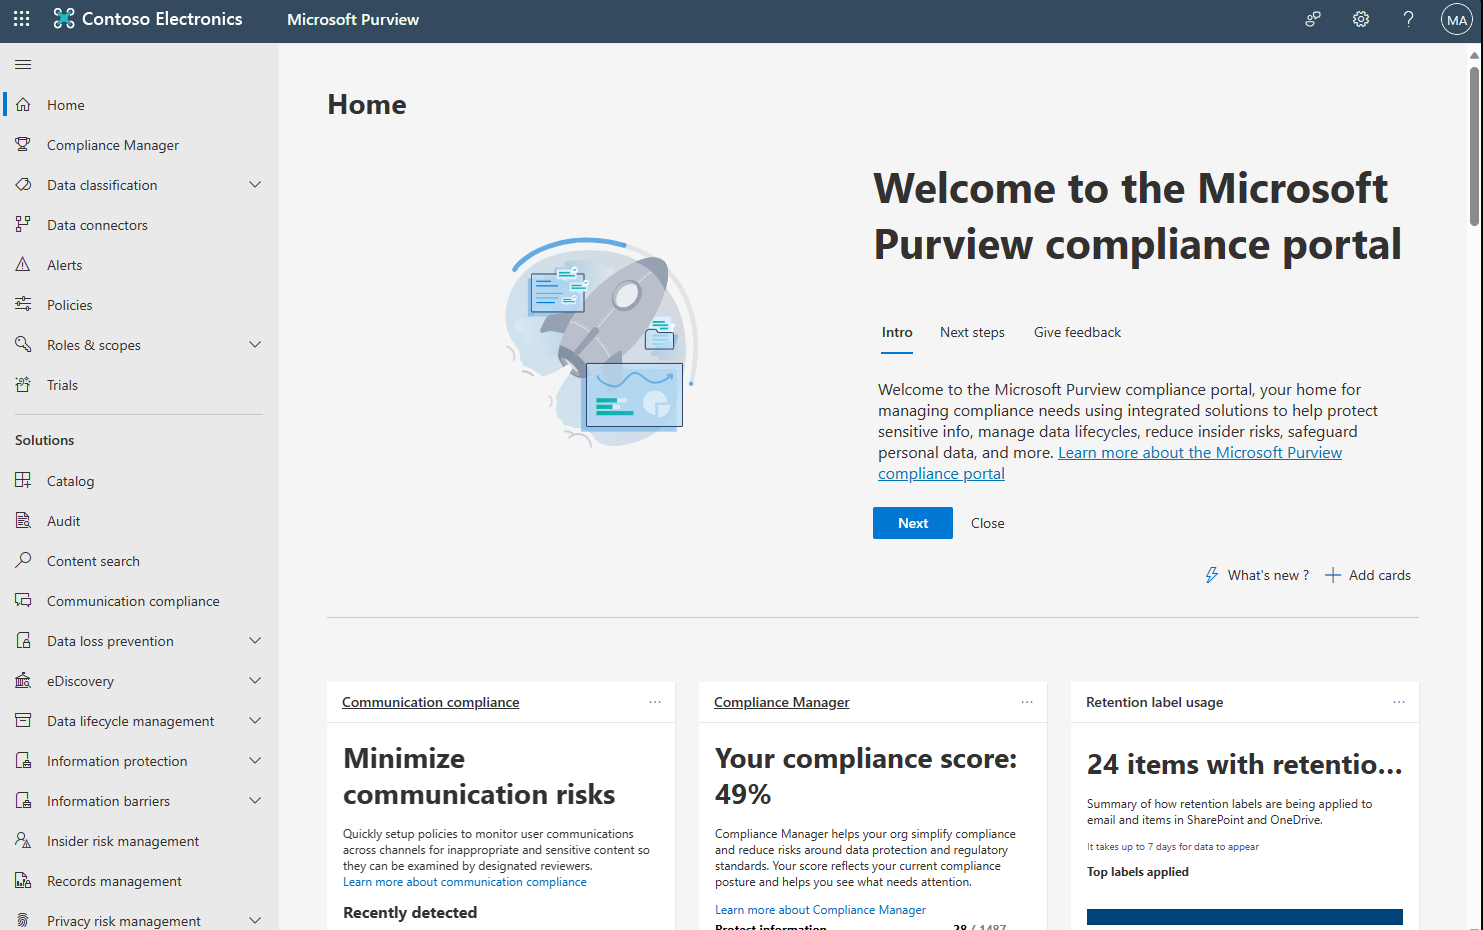 Contoso Electronics
Microsoft Purview
MA
Home
Compliance Manager
Data classification
Data connectors
Alerts
Policies
Roles & scopes
Trials
Solutions
Catalog
Audit
Content search
Communication compliance
Data loss prevention
eDiscovery
Data lifecycle management
Information protection
Information barriers
Insider risk management
Records management
Privacy risk management
Home
Welcome to the Microsoft
Purview compliance portal
Intro
Next steps
Give feedback
Welcome to the Microsoft Purview compliance portal, your home for
managing compliance needs using integrated solutions to help protect
sensitive info, manage data lifecycles, reduce insider risks, safeguard
personal data, and more. Learn more about the Microsoft Purview
compliance portal
Next
Close
What's new ?
Add cards
Communication compliance
Minimize
communication risks
Quickly setup policies to monitor user communications
across channels for inappropriate and sensitive content so
they can be examined by designated reviewers.
Learn more about communication compliance
Recently detected
Compliance Manager
Your compliance score:
49%
Compliance Manager helps your org simplify compliance
and reduce risks around data protection and regulatory
standards. Your score reflects your current compliance
posture and helps you see what needs attention.
Learn more about Compliance Manager
Protect information 28 / 1487
Retention label usage
24 items with retentio...
Summary of how retention labels are being applied to
email and items in SharePoint and OneDrive.
It takes up to 7 days for data to appear
Top labels applied